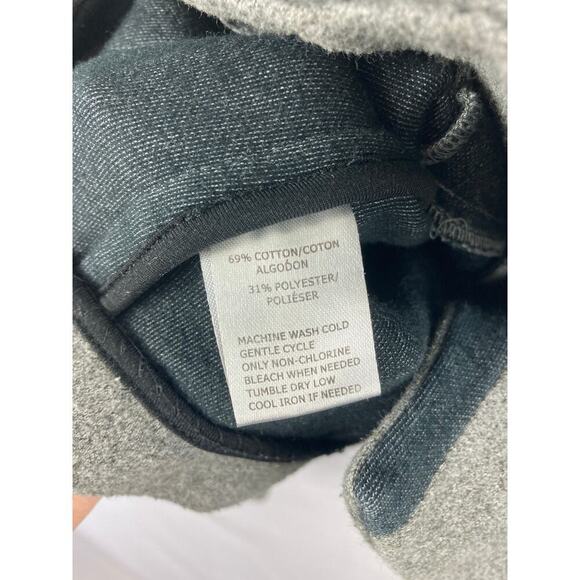 69% COTTON/COTON
ALGODÓN
31% POLYESTER/
POLIÉSER
MACHINE WASH COLD
GENTLE CYCLE
ONLY NON-CHLORINE
BLEACH WHEN NEEDED
TUMBLE DRY LOW
COOL IRON IF NEEDED